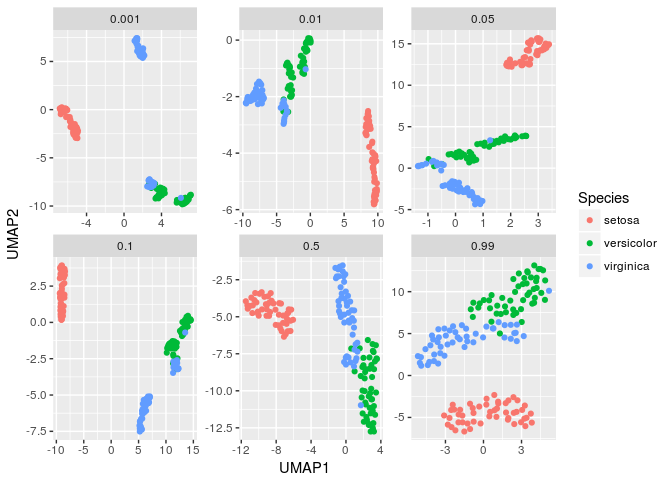 0.001 0.01 0.05
5 0 -5 -10
0 -2 -4 -6
15 10 5 0 -5
-4 0 4
-10 -5 0 5 10
-1 0 1 2 3
UMAP2
Species
setosa
versicolor
virginica
0.1 0.5 0.99
2.5 0.0 -2.5 -5.0 -7.5
-2.5 -5.0 -7.5 -10.0 -12.5
10 5 0 -5
-10 -5 0 5 10 15
-12 -8 -4 0 4
-3 0 3
UMAP1